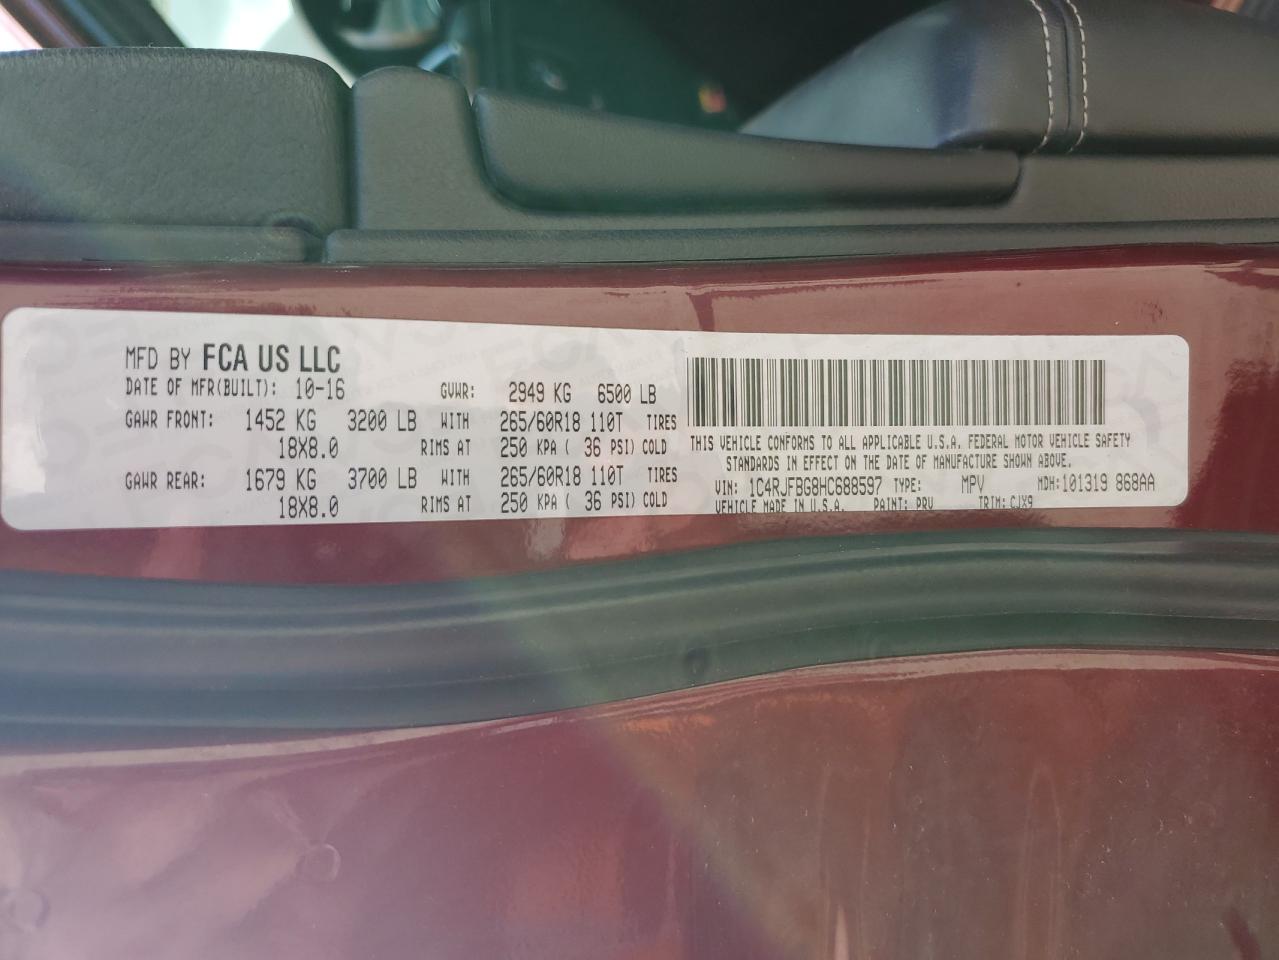 MFD BY FCA US LLC
DATE OF MFR(BUILT): 10-16 GVWR: 2949 KG 6500 LB
GAWR FRONT: 1452 KG 3200 LB WITH 265/60R18 110T TIRES
18X8.0 RIMS AT 250 KPA ( 36 PSI) COLD
GAWR REAR: 1679 KG 3700 LB WITH 265/60R18 110T TIRES
18X8.0 RIMS AT 250 KPA ( 36 PSI) COLD
THIS VEHICLE CONFORMS TO ALL APPLICABLE U.S.A. FEDERAL MOTOR VEHICLE SAFETY
STANDARDS IN EFFECT ON THE DATE OF MANUFACTURE SHOWN ABOVE.
VIN: 1C4RJFBG8HC688597 TYPE: MPV MDH:101319 868AA
VEHICLE MADE IN U.S.A. PAINT: PRV TRIM: CJX9